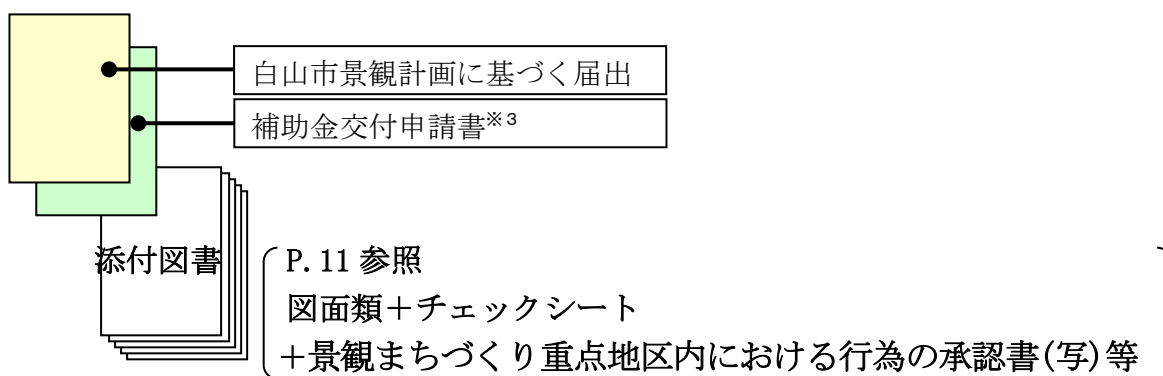 白山市景観計画に基づく届出
補助金交付申請書※3
添付図書
P.11 参照
図面類＋チェックシート
＋景観まちづくり重点地区内における行為の承認書(写)等